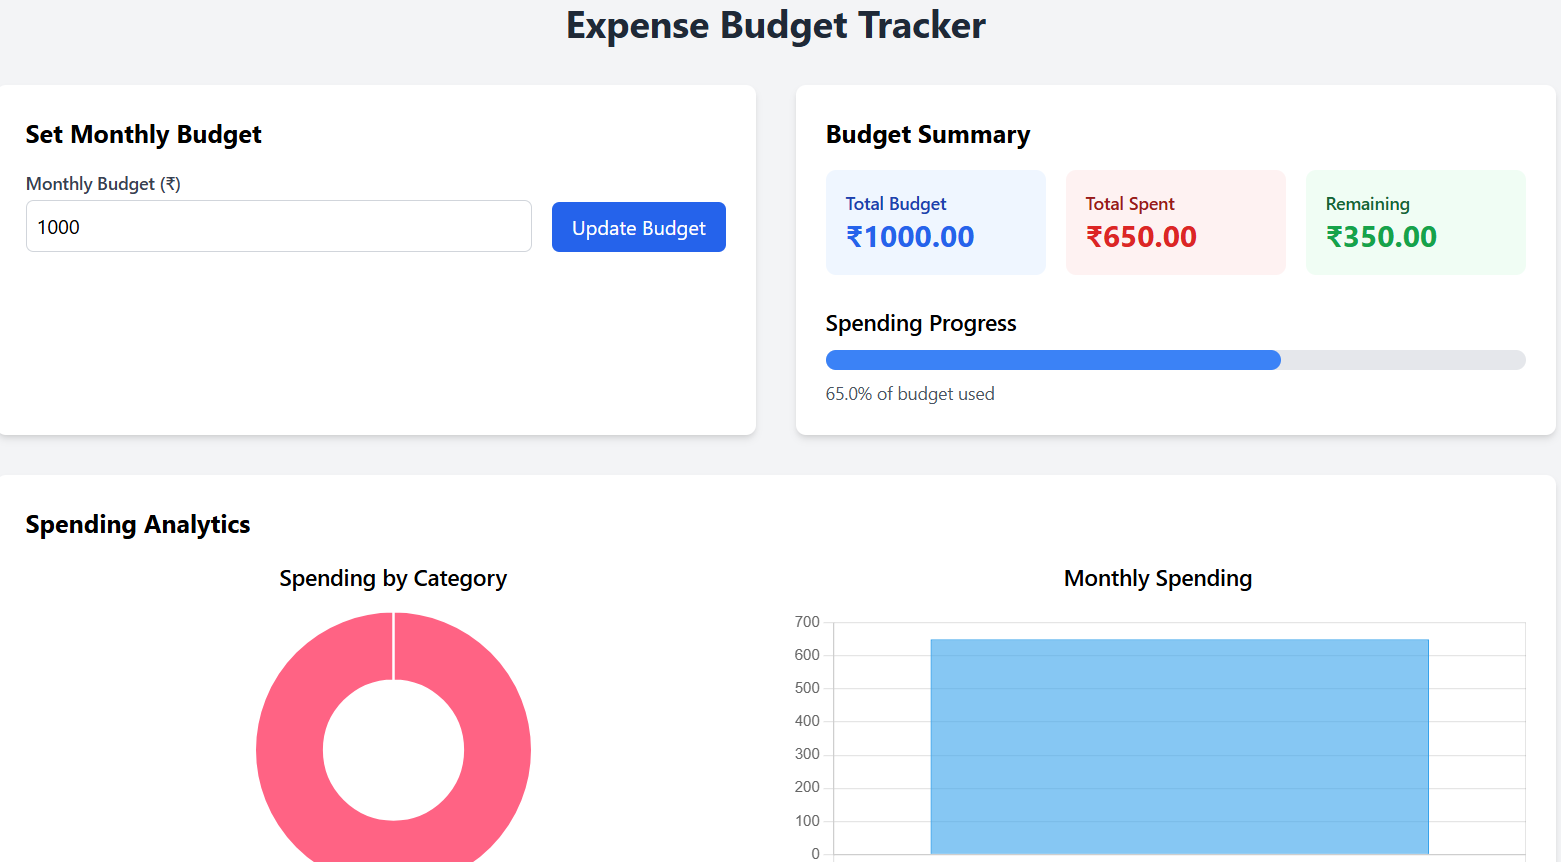 Expense Budget Tracker
Set Monthly Budget
Monthly Budget (₹)
1000
Update Budget
Budget Summary
Total Budget
₹1000.00
Total Spent
₹650.00
Remaining
₹350.00
Spending Progress
65.0% of budget used
Spending Analytics
Spending by Category
Monthly Spending
700
600
500
400
300
200
100
0